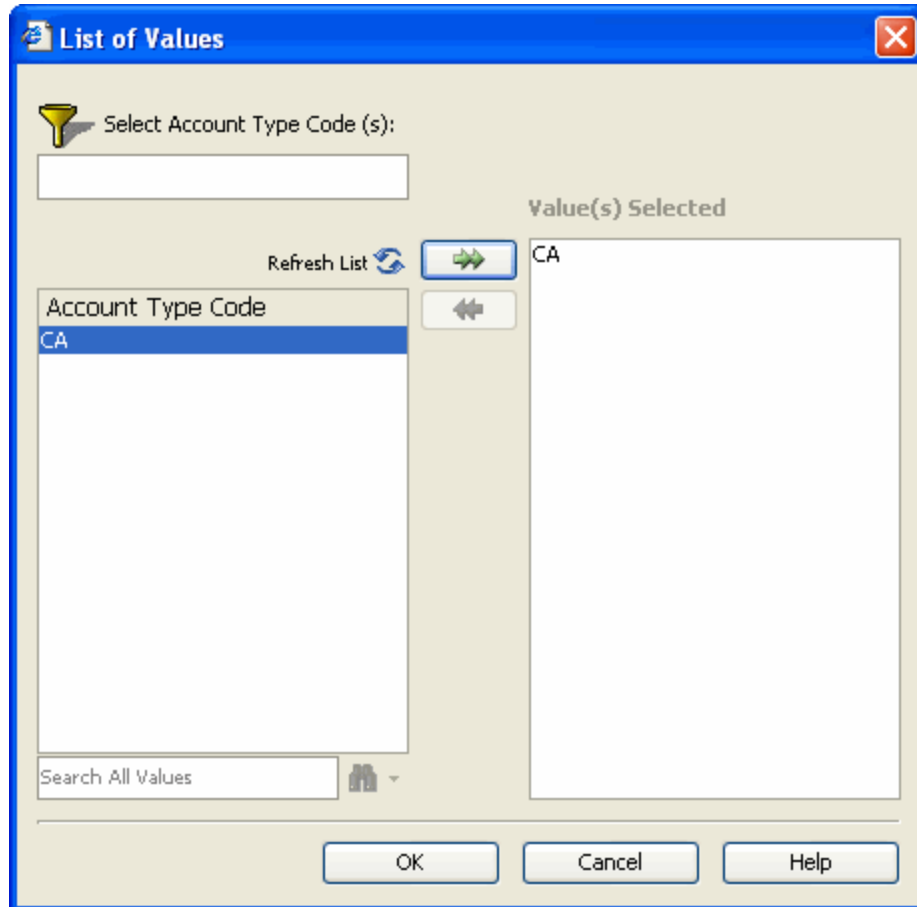 List of Values
Select Account Type Code (s):
Value(s) Selected
Refresh List
CA
Account Type Code
CA
Search All Values
OK
Cancel
Help